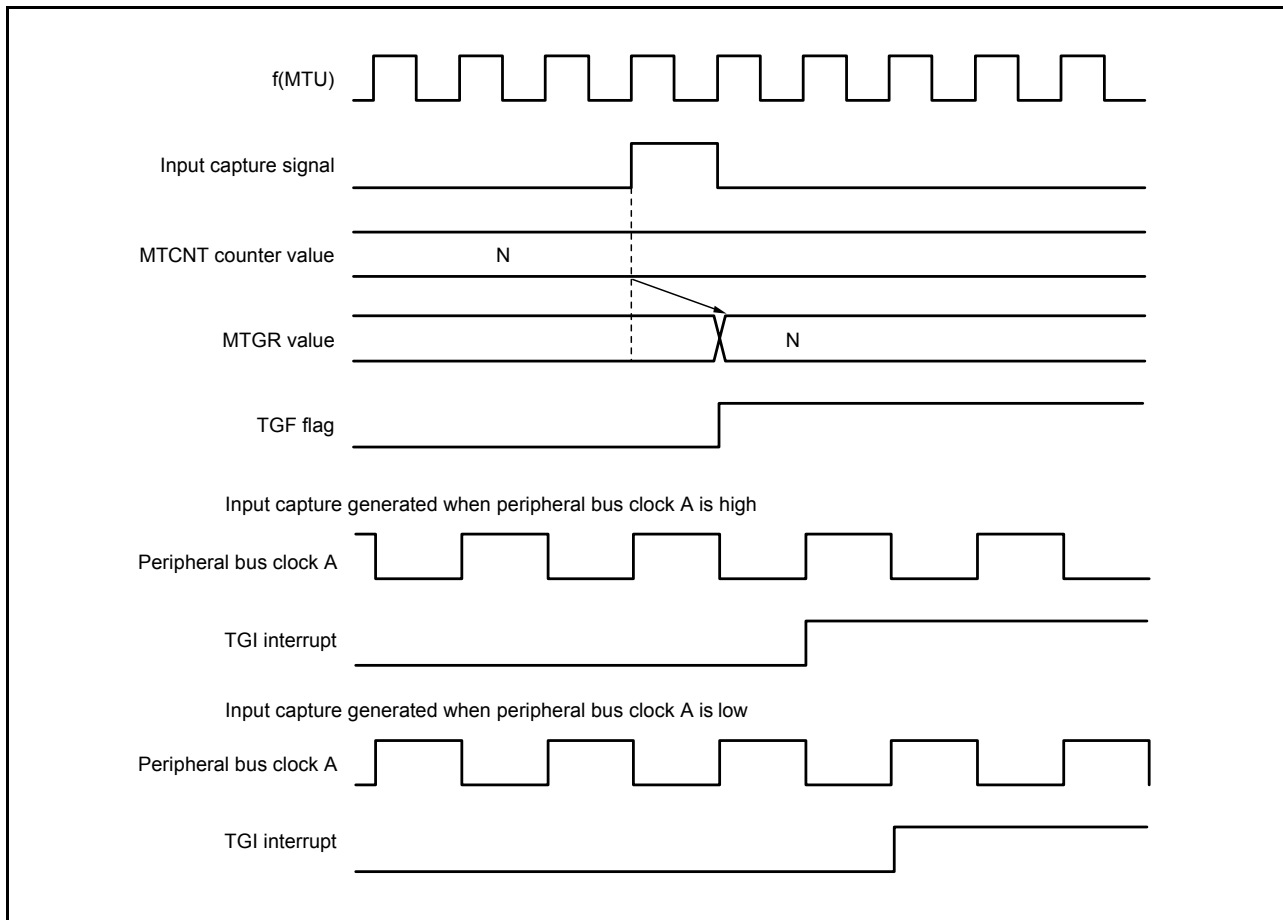 f(MTU)
Input capture signal
MTCNT counter value
N
MTGR value
N
TGF flag
Input capture generated when peripheral bus clock A is high
Peripheral bus clock A
TGI interrupt
Input capture generated when peripheral bus clock A is low
Peripheral bus clock A
TGI interrupt